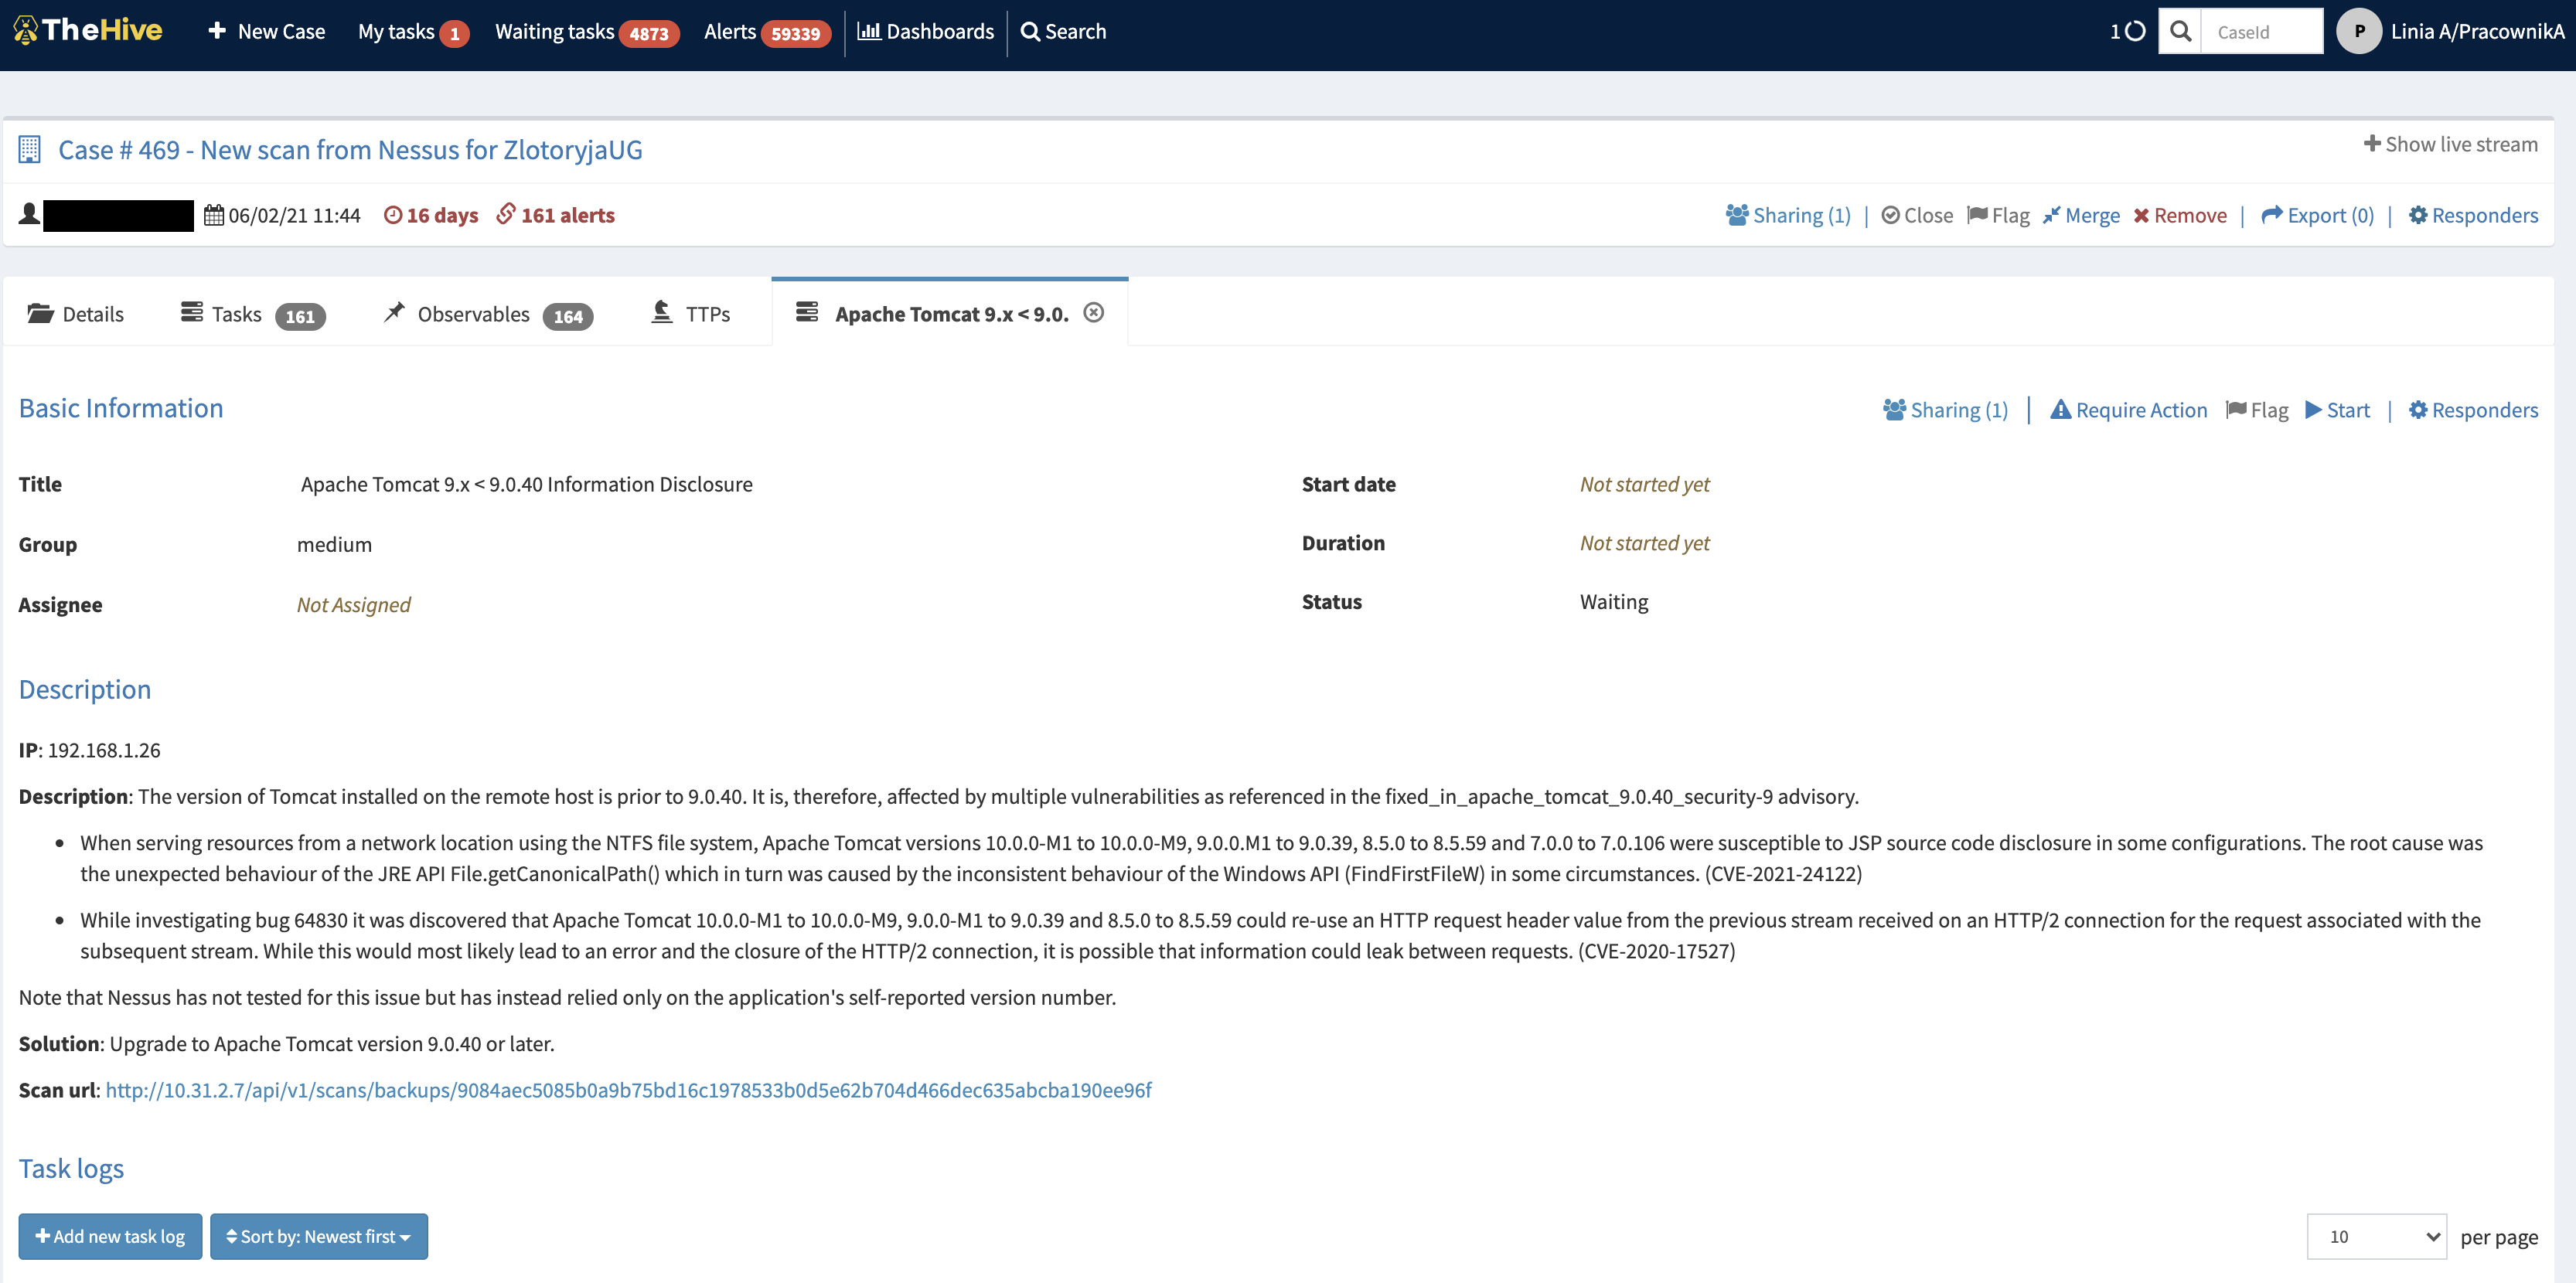 TheHive + New Case My tasks 1 Waiting tasks 4873 Alerts 59339 Dashboards Search 1 CaseId P Linia A/PracownikA
Case # 469 - New scan from Nessus for ZlotoryjaUG + Show live stream
06/02/21 11:44 16 days 161 alerts Sharing (1) | Close Flag Merge Remove | Export (0) | Responders
Details Tasks 161 Observables 164 TTPs Apache Tomcat 9.x < 9.0.
Basic Information Sharing (1) | Require Action Flag Start | Responders
Title Apache Tomcat 9.x < 9.0.40 Information Disclosure Start date Not started yet
Group medium Duration Not started yet
Assignee Not Assigned Status Waiting
Description
IP: 192.168.1.26
Description: The version of Tomcat installed on the remote host is prior to 9.0.40. It is, therefore, affected by multiple vulnerabilities as referenced in the fixed_in_apache_tomcat_9.0.40_security-9 advisory.
• When serving resources from a network location using the NTFS file system, Apache Tomcat versions 10.0.0-M1 to 10.0.0-M9, 9.0.0.M1 to 9.0.39, 8.5.0 to 8.5.59 and 7.0.0 to 7.0.106 were susceptible to JSP source code disclosure in some configurations. The root cause was
the unexpected behaviour of the JRE API File.getCanonicalPath() which in turn was caused by the inconsistent behaviour of the Windows API (FindFirstFileW) in some circumstances. (CVE-2021-24122)
• While investigating bug 64830 it was discovered that Apache Tomcat 10.0.0-M1 to 10.0.0-M9, 9.0.0-M1 to 9.0.39 and 8.5.0 to 8.5.59 could re-use an HTTP request header value from the previous stream received on an HTTP/2 connection for the request associated with the
subsequent stream. While this would most likely lead to an error and the closure of the HTTP/2 connection, it is possible that information could leak between requests. (CVE-2020-17527)
Note that Nessus has not tested for this issue but has instead relied only on the application's self-reported version number.
Solution: Upgrade to Apache Tomcat version 9.0.40 or later.
Scan url: http://10.31.2.7/api/v1/scans/backups/9084aec5085b0a9b75bd16c1978533b0d5e62b704d466dec635abcba190ee96f
Task logs
+ Add new task log Sort by: Newest first 10 per page